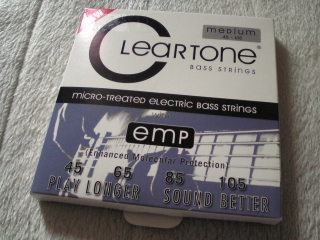 CLEARTONE®
medium
BASS STRINGS
micro-treated electric bass strings
with
emp
(Enhanced Molecular Protection)
45 65 85 105
PLAY LONGER SOUND BETTER